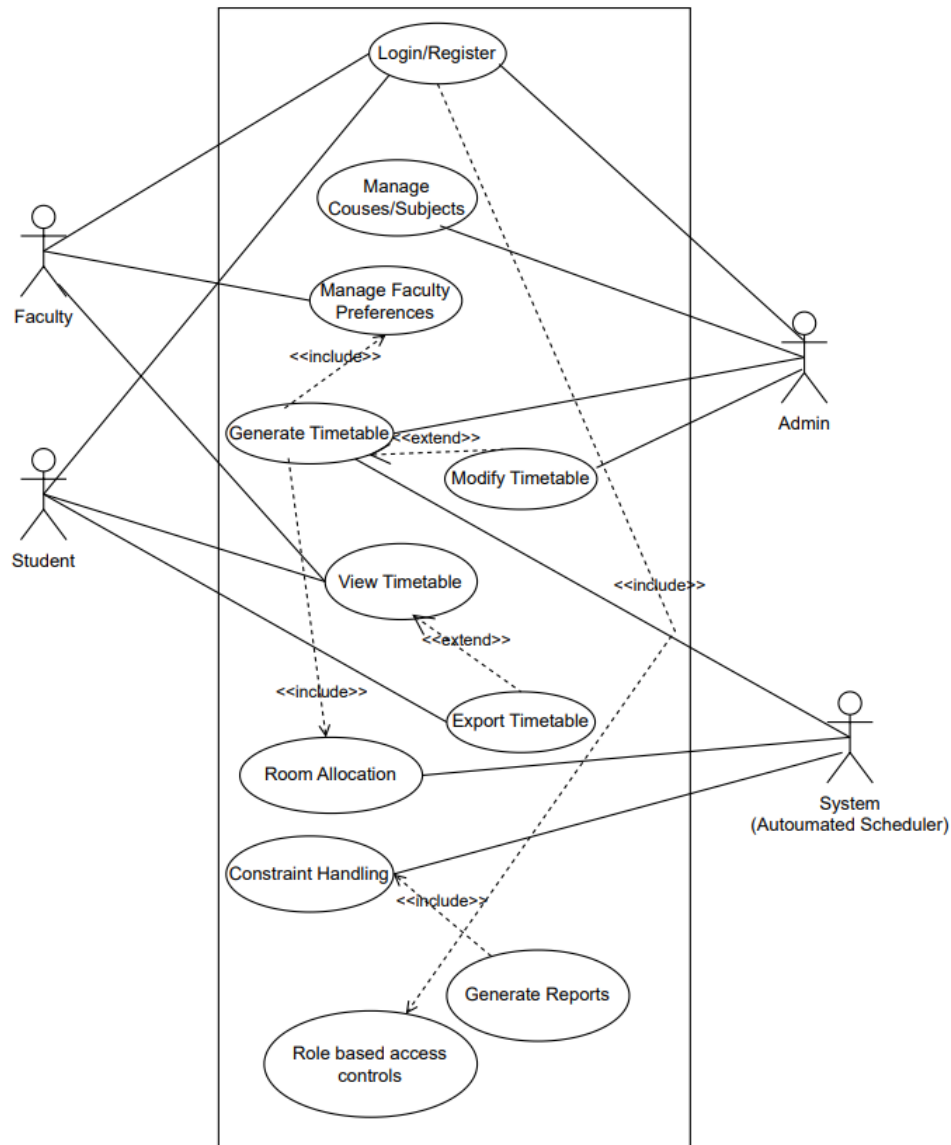 Login/Register
Manage
Couses/Subjects
Manage Faculty
Preferences
Faculty
<<include>>
Admin
Generate Timetable
<<extend>>
Modify Timetable
Student
View Timetable
<<include>>
<<extend>>
<<include>>
Export Timetable
Room Allocation
System
(Autoumated Scheduler)
Constraint Handling
<<include>>
Generate Reports
Role based access
controls